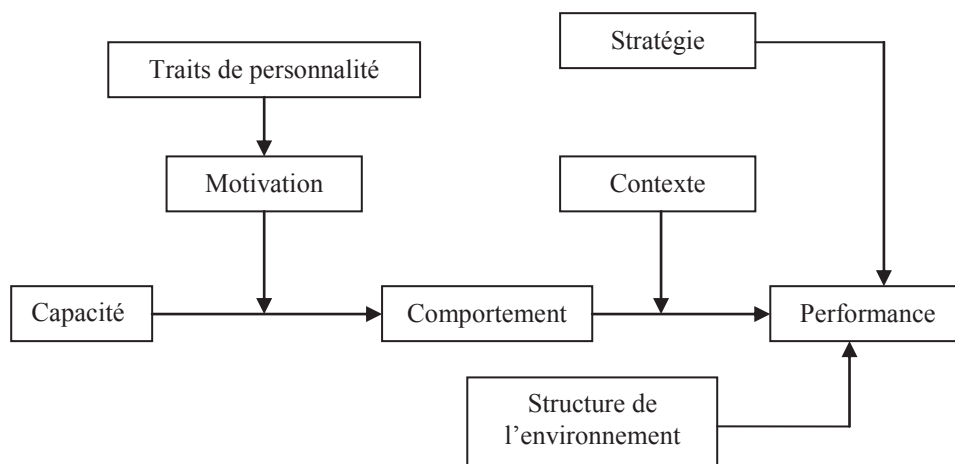 Stratégie
Traits de personnalité
Motivation
Contexte
Capacité
Comportement
Performance
Structure de
l’environnement